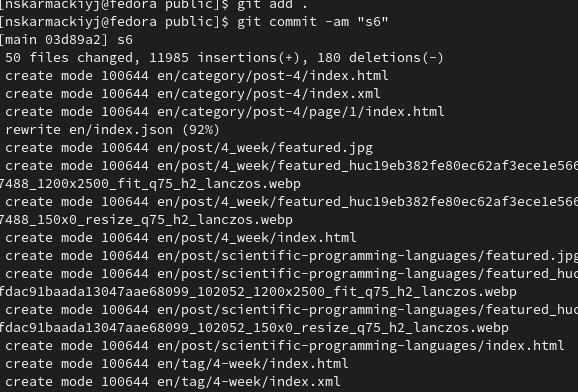 [nskarmackiyj@fedora public]$ git add .
[nskarmackiyj@fedora public]$ git commit -am "s6"
[main 03d89a2] s6
 50 files changed, 11985 insertions(+), 180 deletions(-)
 create mode 100644 en/category/post-4/index.html
 create mode 100644 en/category/post-4/index.xml
 create mode 100644 en/category/post-4/page/1/index.html
 rewrite en/index.json (92%)
 create mode 100644 en/post/4_week/featured.jpg
 create mode 100644 en/post/4_week/featured_huc19eb382fe80ec62af3ece1e566
7488_1200x2500_fit_q75_h2_lanczos.webp
 create mode 100644 en/post/4_week/featured_huc19eb382fe80ec62af3ece1e566
7488_150x0_resize_q75_h2_lanczos.webp
 create mode 100644 en/post/4_week/index.html
 create mode 100644 en/post/scientific-programming-languages/featured.jpg
 create mode 100644 en/post/scientific-programming-languages/featured_huc
fdac91baada13047aae68099_102052_1200x2500_fit_q75_h2_lanczos.webp
 create mode 100644 en/post/scientific-programming-languages/featured_huc
fdac91baada13047aae68099_102052_150x0_resize_q75_h2_lanczos.webp
 create mode 100644 en/post/scientific-programming-languages/index.html
 create mode 100644 en/tag/4-week/index.html
 create mode 100644 en/tag/4-week/index.xml